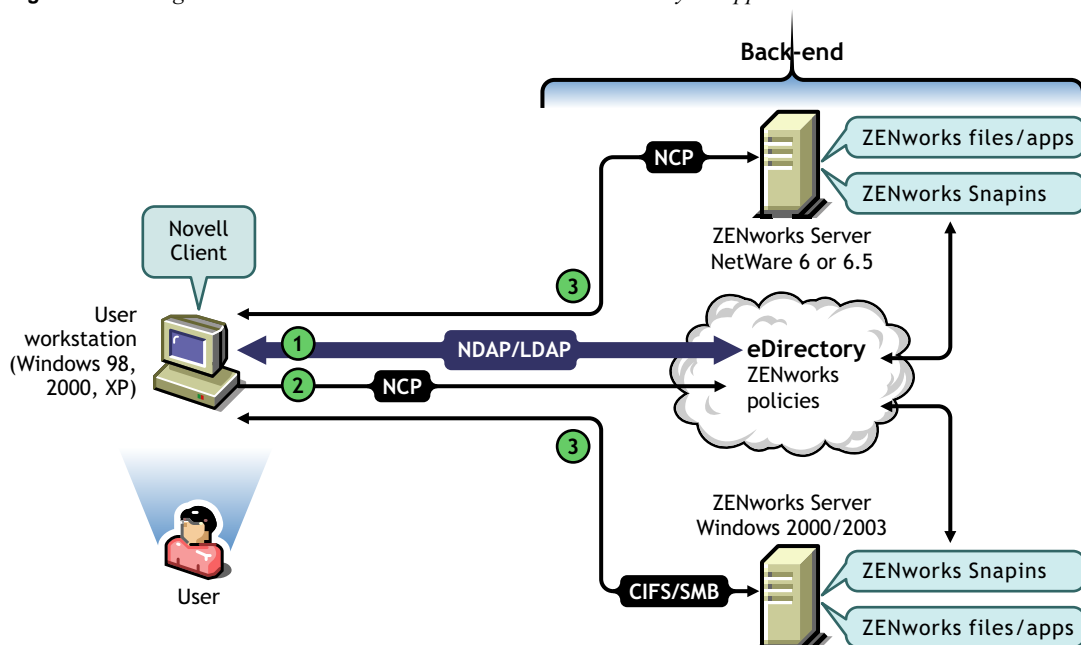 Back-end
ZENworks files/apps
NCP
ZENworks Snapins
Novell
Client
ZENworks Server
NetWare 6 or 6.5
3
User
workstation
(Windows 98,
2000, XP)
1
NDAP/LDAP
eDirectory
ZENworks
policies
2
NCP
3
ZENworks Server
Windows 2000/2003
ZENworks Snapins
User
CIFS/SMB
ZENworks files/apps